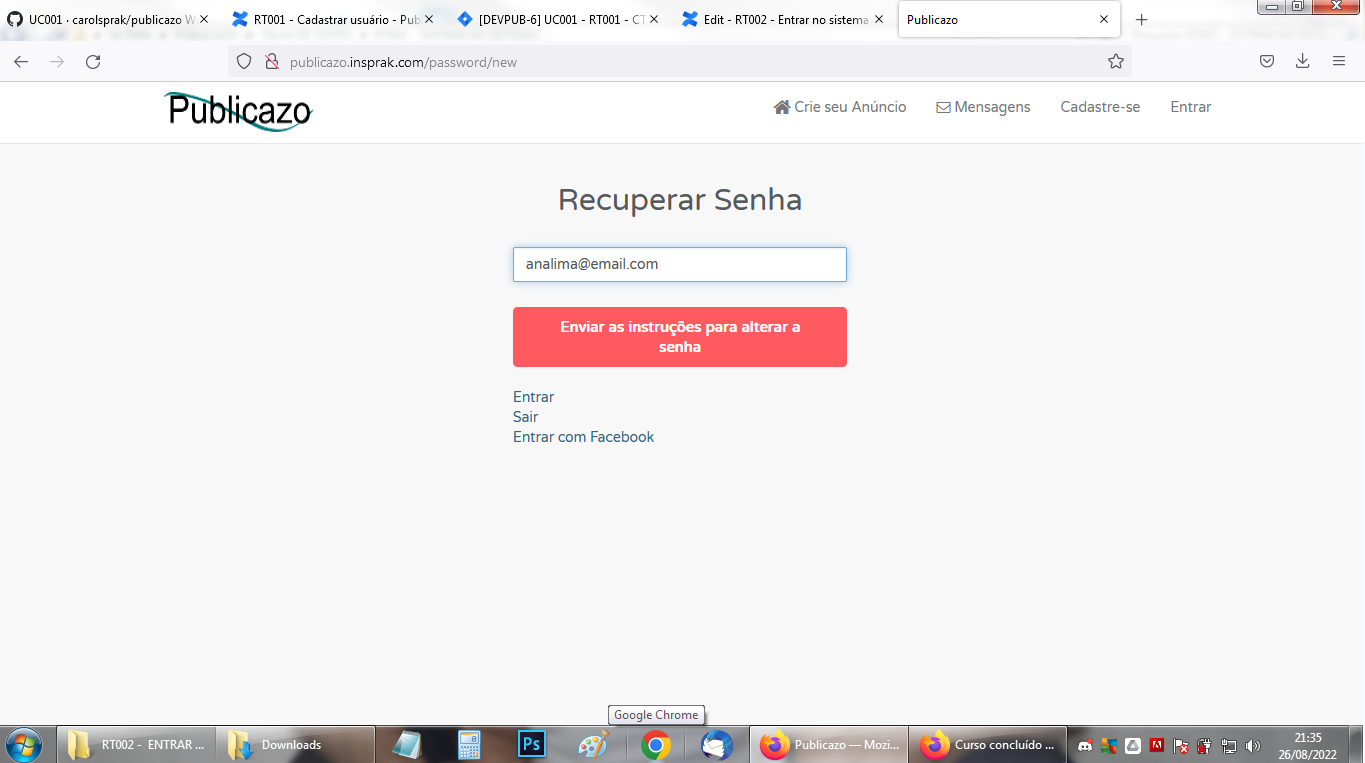 UC001 · carolsprak/publicazo W
RT001 - Cadastrar usuário - Pub
[DEVPUB-6] UC001 - RT001 - CT
Edit - RT002 - Entrar no sistema
Publicazo
publicazo.insprak.com/password/new
Publicazo
Crie seu Anúncio
Mensagens
Cadastre-se
Entrar
Recuperar Senha
analima@email.com
Enviar as instruções para alterar a
senha
Entrar
Sair
Entrar com Facebook
Google Chrome
RT002 - ENTRAR ...
Downloads
Ps
Publicazo — Mozi...
Curso concluído ...
21:35
26/08/2022